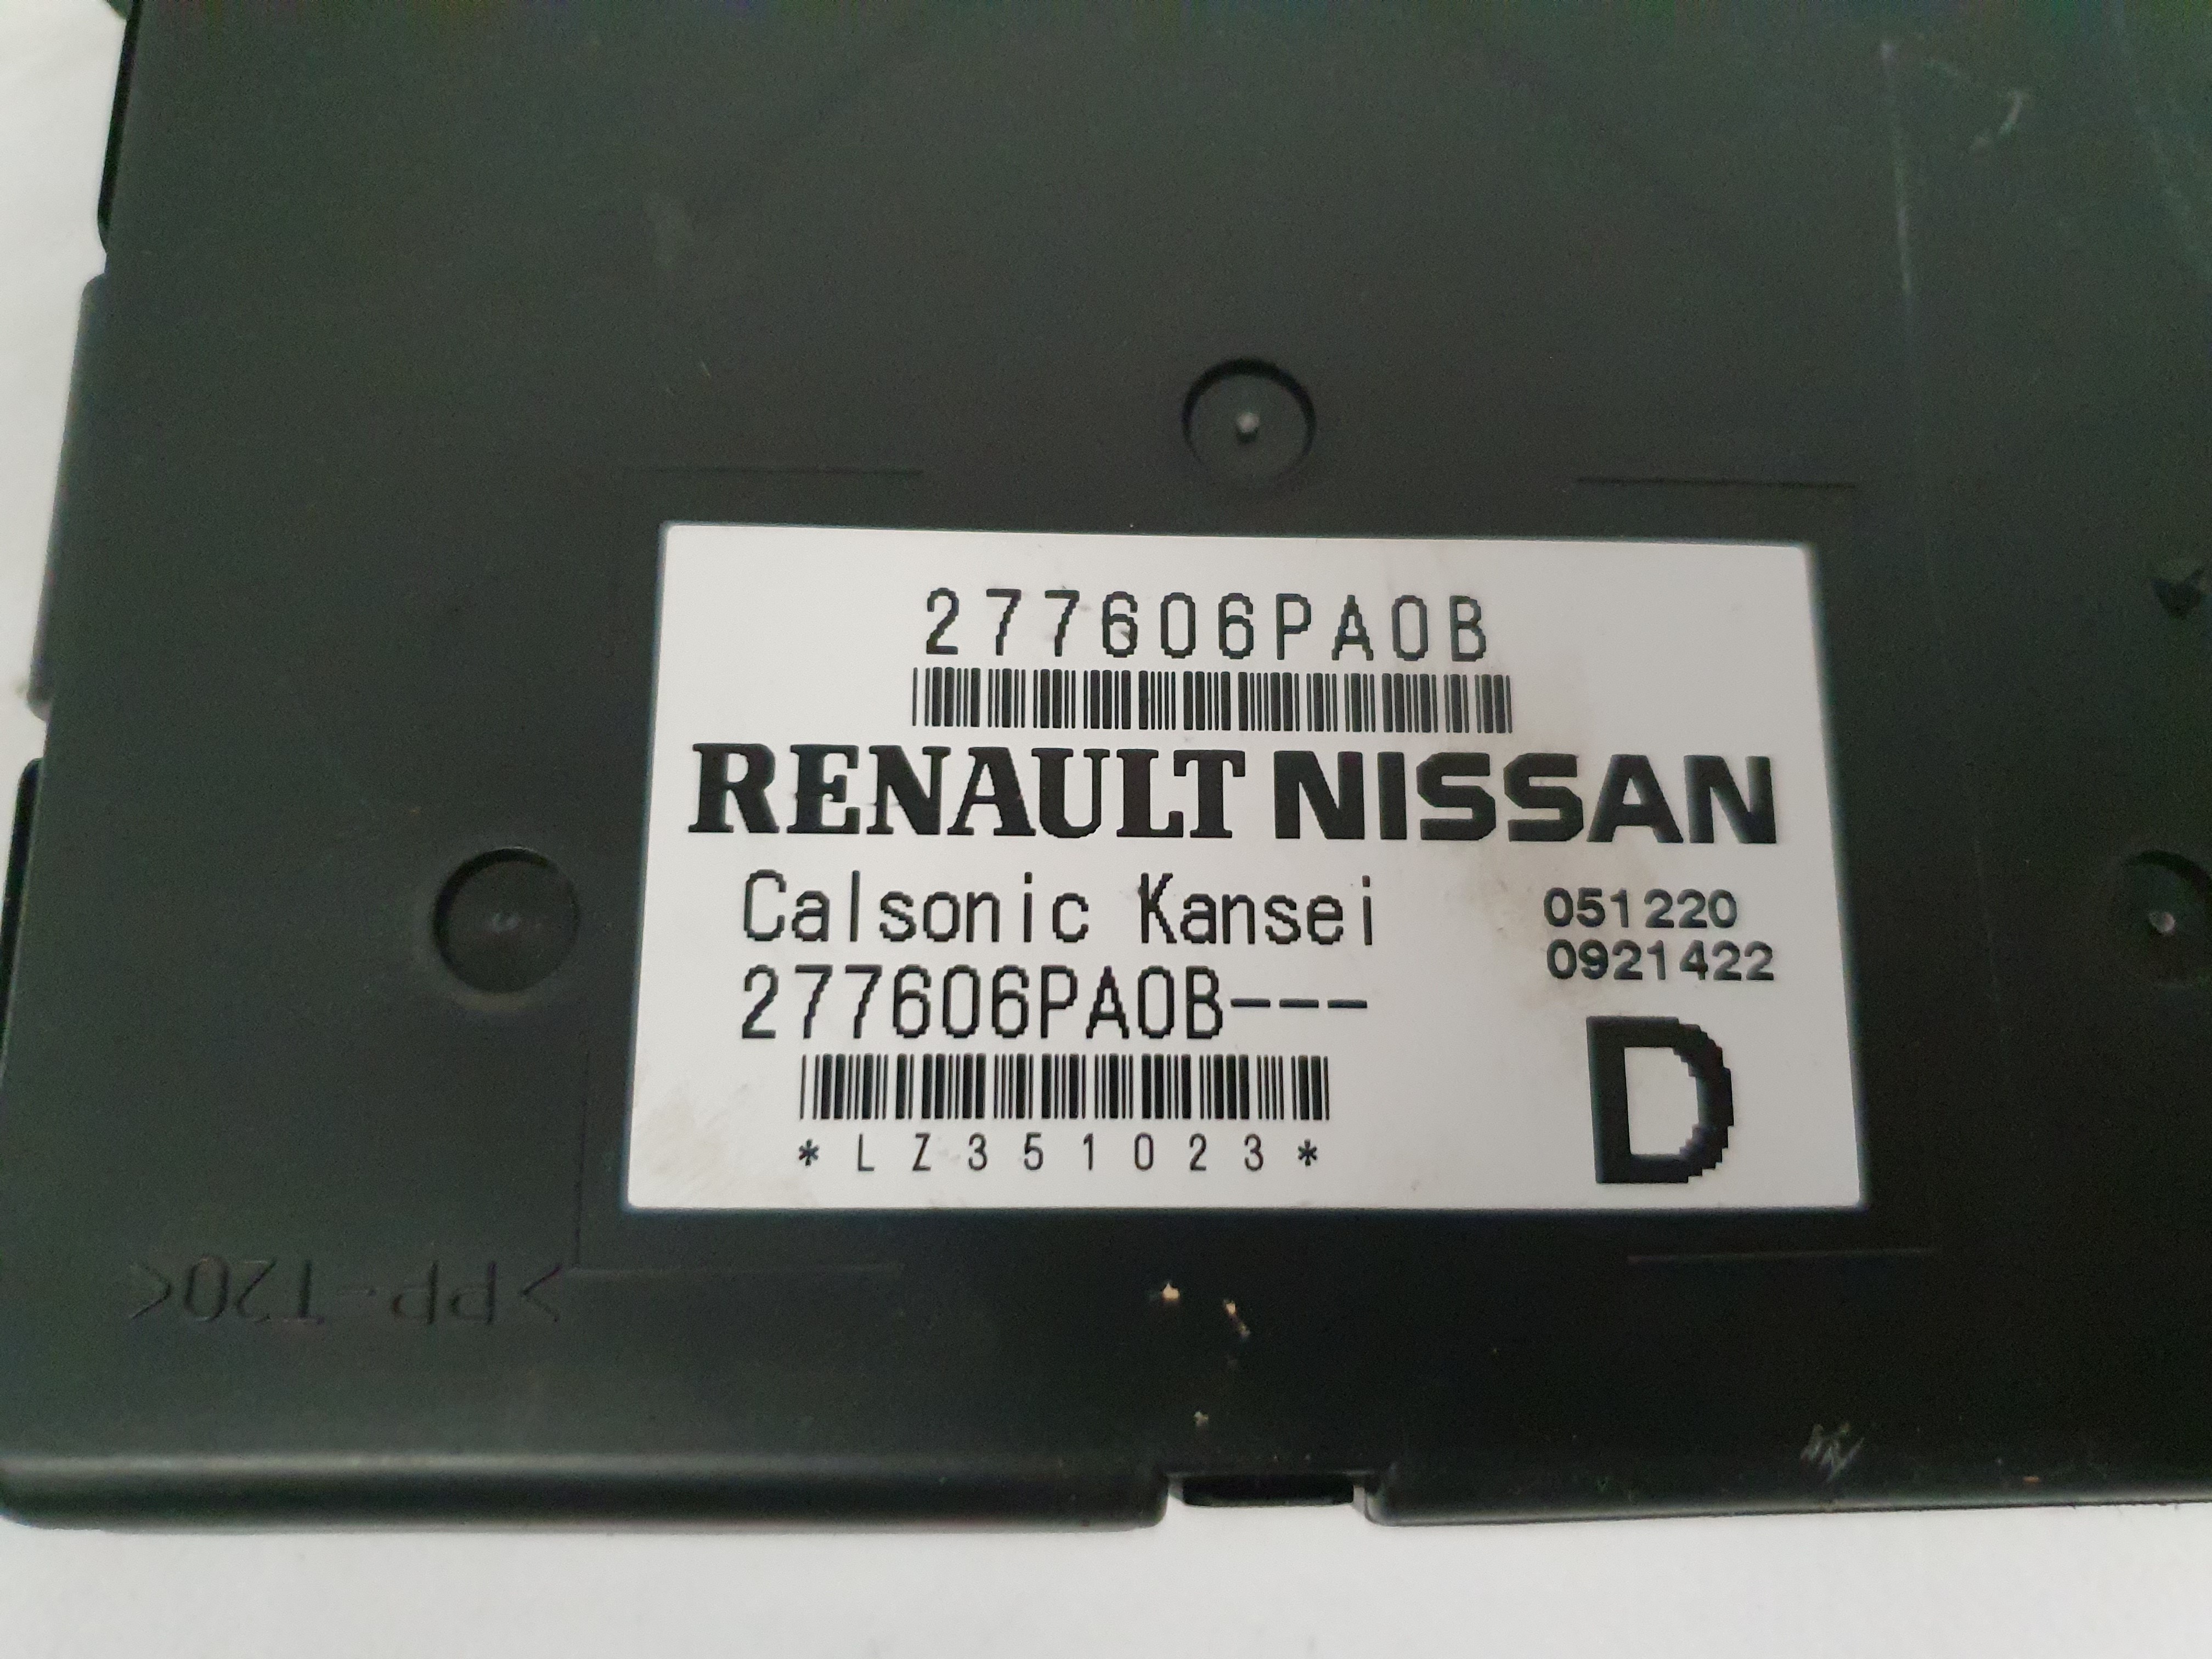 277606PA0B
RENAULT NISSAN
Calsonic Kansei
051220
0921422
277606PA0B---
D
*LZ351023*
>PP-T20<